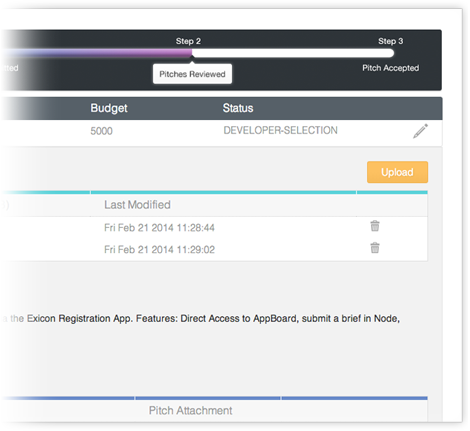 Step 2 Step 3
Pitches Reviewed Pitch Accepted
Budget Status
5000 DEVELOPER-SELECTION
Upload
Last Modified
Fri Feb 21 2014 11:28:44
Fri Feb 21 2014 11:29:02
the Exicon Registration App. Features: Direct Access to AppBoard, submit a brief in Node,
Pitch Attachment